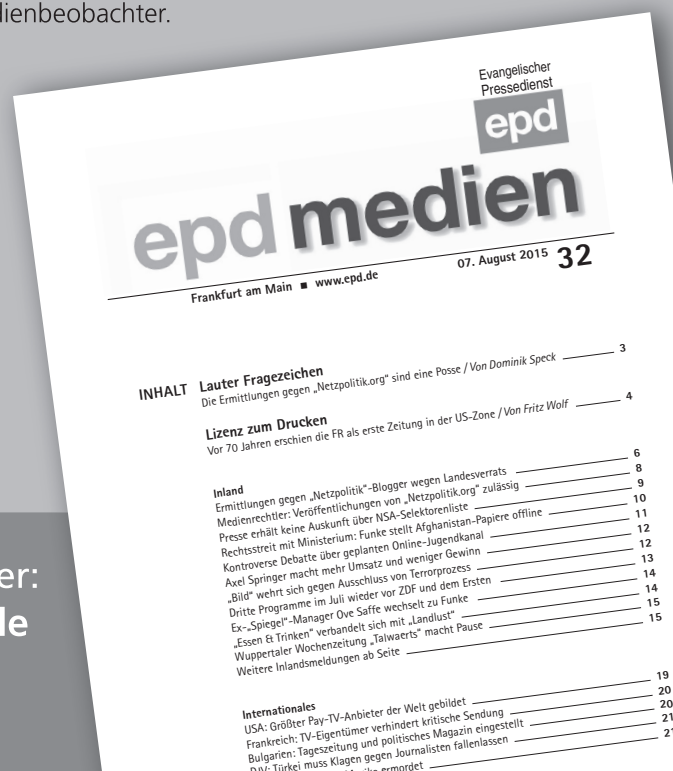 dienbeobachter.
Evangelischer
Pressedienst
epd
epd medien
Frankfurt am Main ■ www.epd.de
07. August 2015 32
INHALT Lauter Fragezeichen
Die Ermittlungen gegen „Netzpolitik.org“ sind eine Posse / Von Dominik Speck 3
Lizenz zum Drucken
Vor 70 Jahren erschien die FR als erste Zeitung in der US-Zone / Von Fritz Wolf 4
Inland
Ermittlungen gegen „Netzpolitik“-Blogger wegen Landesverrats 6
Medienrechtler: Veröffentlichungen von „Netzpolitik.org“ zulässig 8
Presse erhält keine Auskunft über NSA-Selektorenliste 9
Rechtsstreit mit Ministerium: Funke stellt Afghanistan-Papiere offline 10
Kontroverse Debatte über geplanten Online-Jugendkanal 11
Axel Springer macht mehr Umsatz und weniger Gewinn 12
„Bild“ wehrt sich gegen Ausschluss von Terrorprozess 12
Dritte Programme im Juli wieder vor ZDF und dem Ersten 13
Ex-„Spiegel“-Manager Ove Saffe wechselt zu Funke 14
„Essen & Trinken“ verbandelt sich mit „Landlust“ 14
Wuppertaler Wochenzeitung „Talwaerts“ macht Pause 15
Weitere Inlandsmeldungen ab Seite 15
er:
le
Internationales
USA: Größter Pay-TV-Anbieter der Welt gebildet 19
Frankreich: TV-Eigentümer verhindert kritische Sendung 20
Bulgarien: Tageszeitung und politisches Magazin eingestellt 20
DJV: Türkei muss Klagen gegen Journalisten fallenlassen 21
ermordet 21